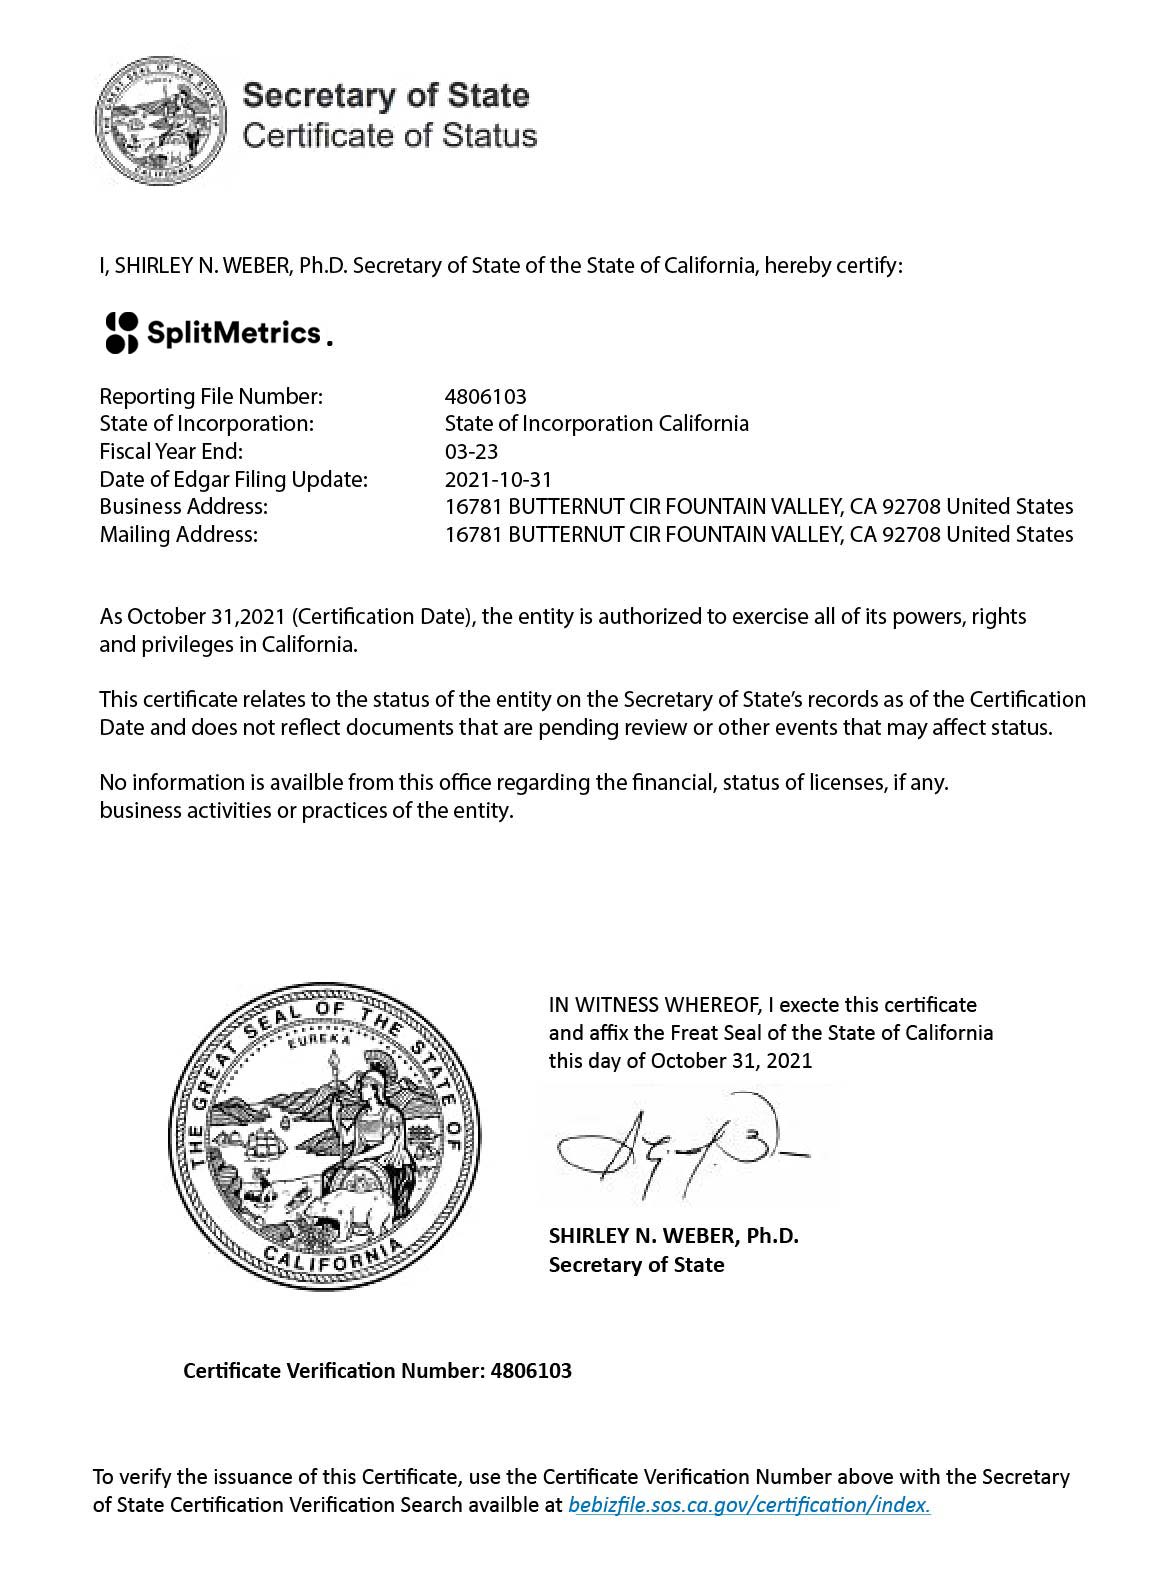 THE GREAT SEAL OF THE STATE OF
EUREKA
CALIFORNIA
Secretary of State
Certificate of Status
I, SHIRLEY N. WEBER, Ph.D. Secretary of State of the State of California, hereby certify:
SplitMetrics .
Reporting File Number: 4806103
State of Incorporation: State of Incorporation California
Fiscal Year End: 03-23
Date of Edgar Filing Update: 2021-10-31
Business Address: 16781 BUTTERNUT CIR FOUNTAIN VALLEY, CA 92708 United States
Mailing Address: 16781 BUTTERNUT CIR FOUNTAIN VALLEY, CA 92708 United States
As October 31,2021 (Certification Date), the entity is authorized to exercise all of its powers, rights
and privileges in California.
This certificate relates to the status of the entity on the Secretary of State’s records as of the Certification
Date and does not reflect documents that are pending review or other events that may affect status.
No information is availble from this office regarding the financial, status of licenses, if any.
business activities or practices of the entity.
THE GREAT SEAL OF THE STATE OF
EUREKA
CALIFORNIA
IN WITNESS WHEREOF, I execte this certificate
and affix the Freat Seal of the State of California
this day of October 31, 2021
SHIRLEY N. WEBER, Ph.D.
Secretary of State
Certificate Verification Number: 4806103
To verify the issuance of this Certificate, use the Certificate Verification Number above with the Secretary
of State Certification Verification Search availble at bebizfile.sos.ca.gov/certification/index.